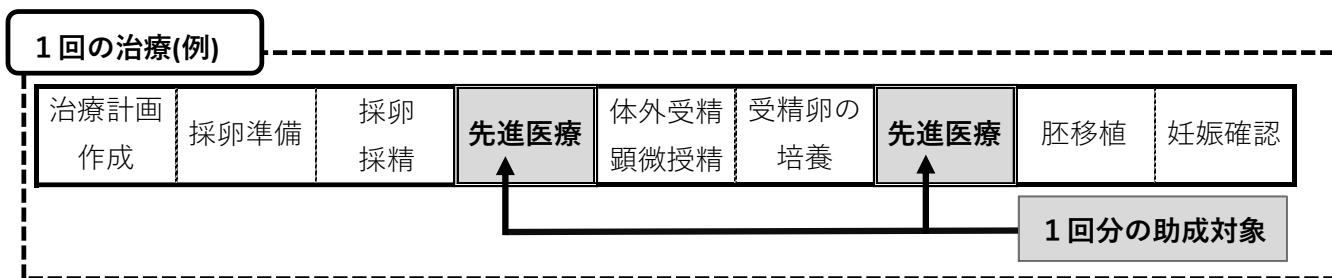 １回の治療(例)
治療計画
作成
採卵準備
採卵
採精
先進医療
体外受精
顕微授精
受精卵の
培養
先進医療
胚移植
妊娠確認
１回分の助成対象